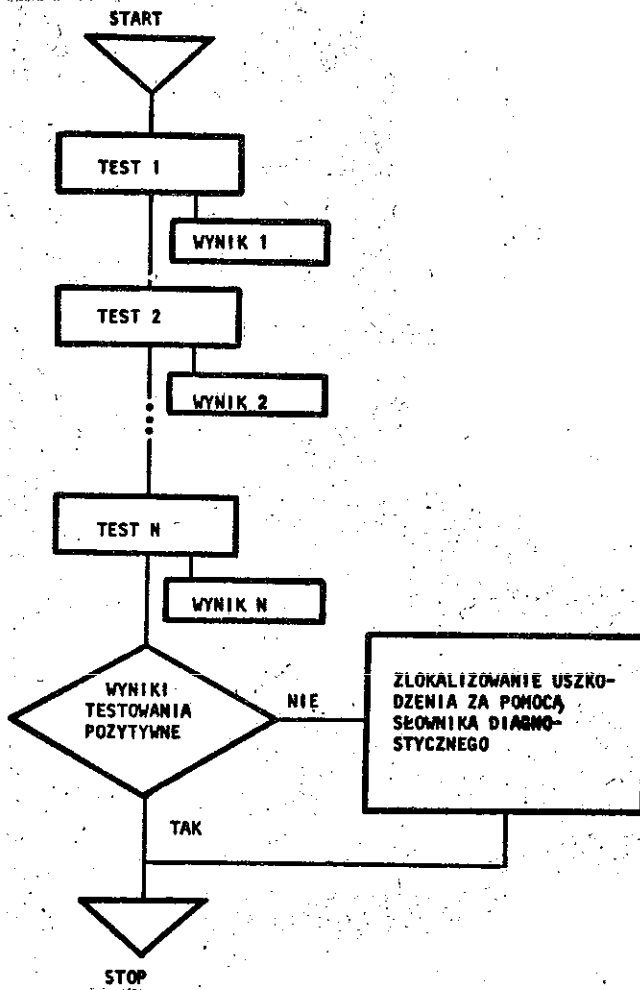 START
TEST 1
WYNIK 1
TEST 2
WYNIK 2
TEST N
WYNIK N
WYNIKI
TESTOWANIA
POZYTYWNE
NIE
ZLOKALIZOWANIE USZKO-
DZENIA ZA POMOCĄ
SŁOWNIKA DIAGNO-
STYCZNEGO
TAK
STOP